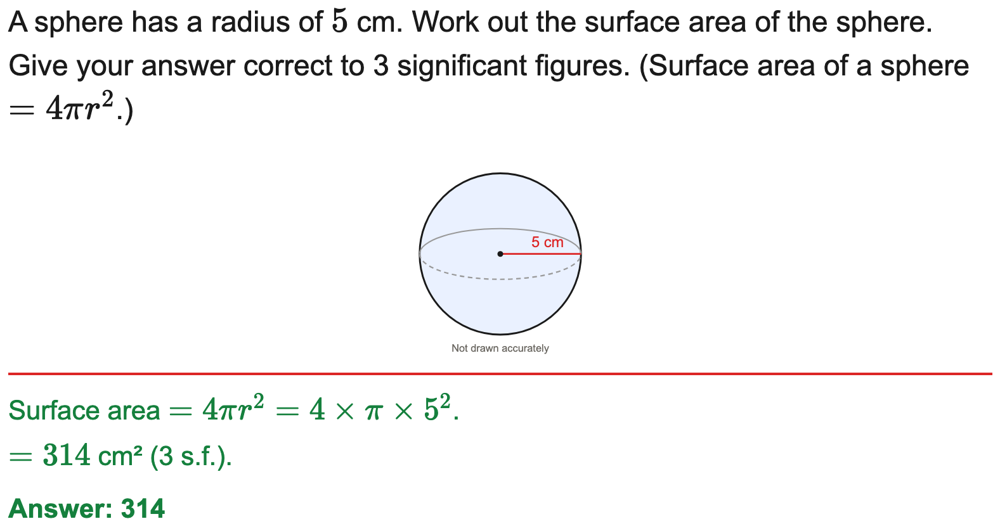 A sphere has a radius of 5 cm. Work out the surface area of the sphere.
Give your answer correct to 3 significant figures. (Surface area of a sphere
= 4πr².)
5 cm
Not drawn accurately
Surface area = 4πr² = 4 × π × 5².
= 314 cm² (3 s.f.).
Answer: 314